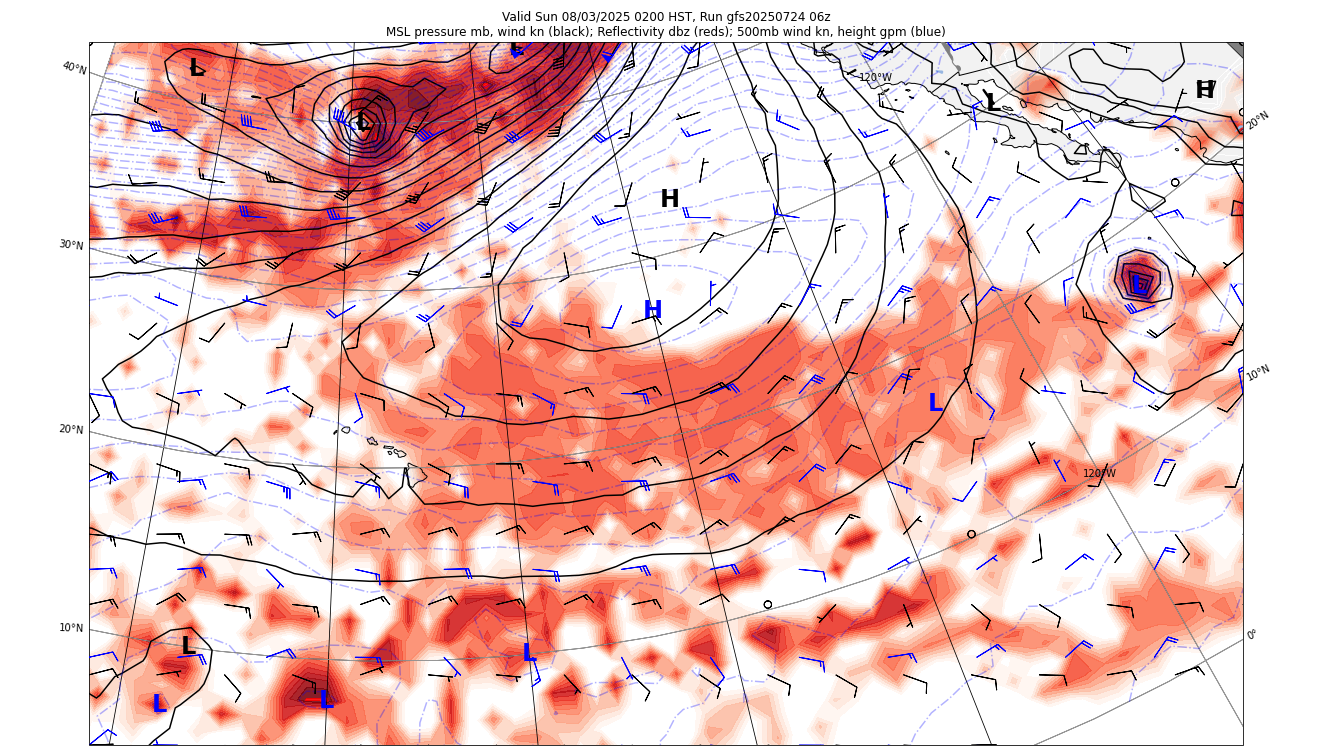 Valid Sun 08/03/2025 0200 HST, Run gfs20250724 06z
MSL pressure mb, wind kn (black); Reflectivity dbz (reds); 500mb wind kn, height gpm (blue)
L
L
40°N
L
120°W
H
L
L
20°N
H
30°N
L
H
10°N
L
20°N
120°W
10°N
0°
L
L
L
L